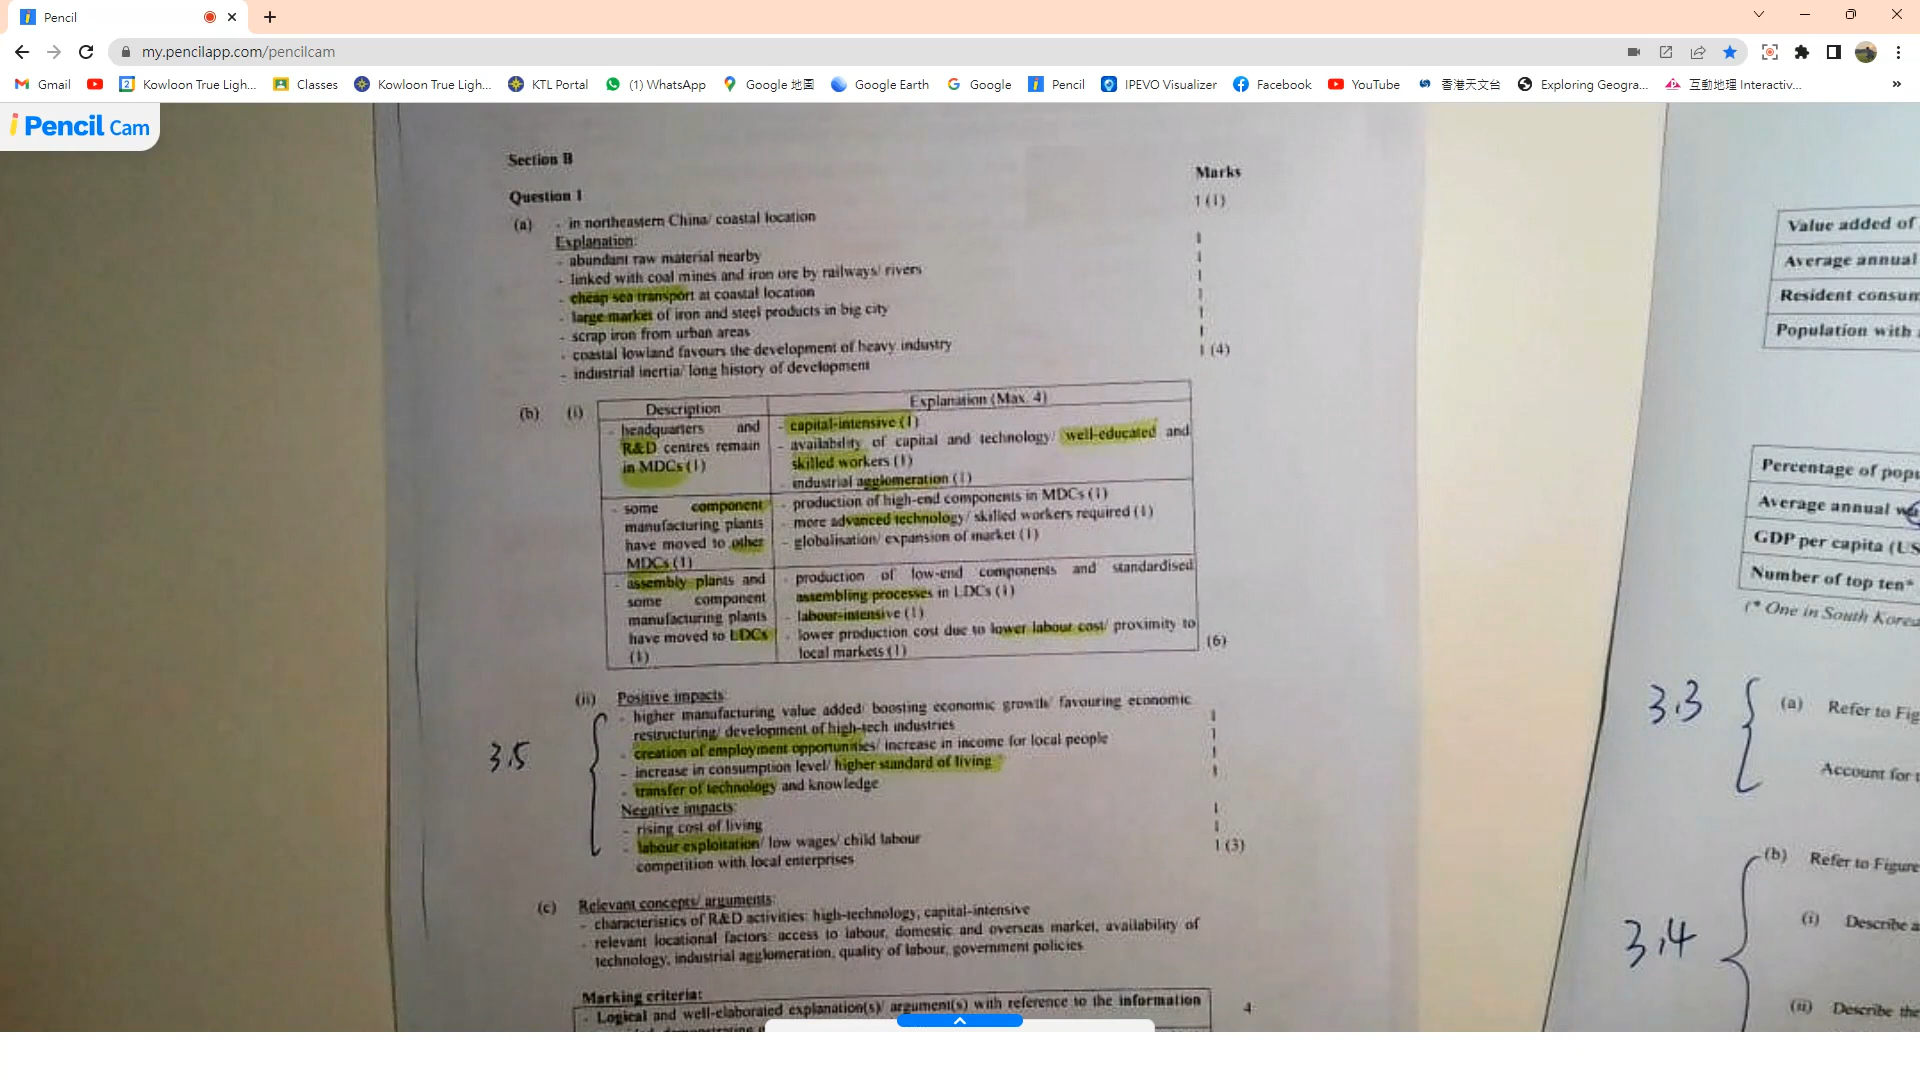 Pencil
my.pencilapp.com/pencilcam
Gmail
Kowloon True Ligh...
Classes
Kowloon True Ligh...
KTL Portal
(1) WhatsApp
Google 地圖
Google Earth
Google
Pencil
IPEVO Visualizer
Facebook
YouTube
香港天文台
Exploring Geogra...
互動地理 Interactiv...
»
Pencil Cam
Section B
Marks
Question 1
(a) - in northeastern China/ coastal location 1 (1)
Explanation:
- abundant raw material nearby 1
- linked with coal mines and iron ore by railways/ rivers 1
- cheap sea transport at coastal location 1
- large market of iron and steel products in big city 1
- scrap iron from urban areas 1
- coastal lowland favours the development of heavy industry 1
- industrial inertia/ long history of development 1 (4)
(b) (i) Description
Explanation (Max. 4)
- headquarters and
R&D centres remain
in MDCs (1)
- capital-intensive (1)
- availability of capital and technology/ well-educated and
skilled workers (1)
industrial agglomeration (1)
- some component
manufacturing plants
have moved to other
MDCs (1)
- production of high-end components in MDCs (1)
- more advanced technology/ skilled workers required (1)
- globalisation/ expansion of market (1)
- assembly plants and
some component
manufacturing plants
have moved to LDCs
(1)
- production of low-end components and standardised
assembling processes in LDCs (1)
- labour-intensive (1)
- lower production cost due to lower labour cost/ proximity to
local markets (1)
(6)
(ii) Positive impacts:
- higher manufacturing value added/ boosting economic growth/ favouring economic
restructuring/ development of high-tech industries 1
- creation of employment opportunities/ increase in income for local people 1
- increase in consumption level/ higher standard of living 1
- transfer of technology and knowledge 1
Negative impacts:
- rising cost of living 1
- labour exploitation/ low wages/ child labour 1
competition with local enterprises 1 (3)
3.5
(c) Relevant concepts/ arguments:
- characteristics of R&D activities: high-technology, capital-intensive
- relevant locational factors: access to labour, domestic and overseas market, availability of
technology, industrial agglomeration, quality of labour, government policies
Marking criteria:
- Logical and well-elaborated explanation(s)/ argument(s) with reference to the information
4
Value added of
Average annual
Resident consum
Population with
Percentage of popu
Average annual wa
GDP per capita (US
Number of top ten*
(* One in South Korea
3.3
(a) Refer to Fig
Account for t
3.4
(b) Refer to Figure
(i) Describe a
(ii) Describe the